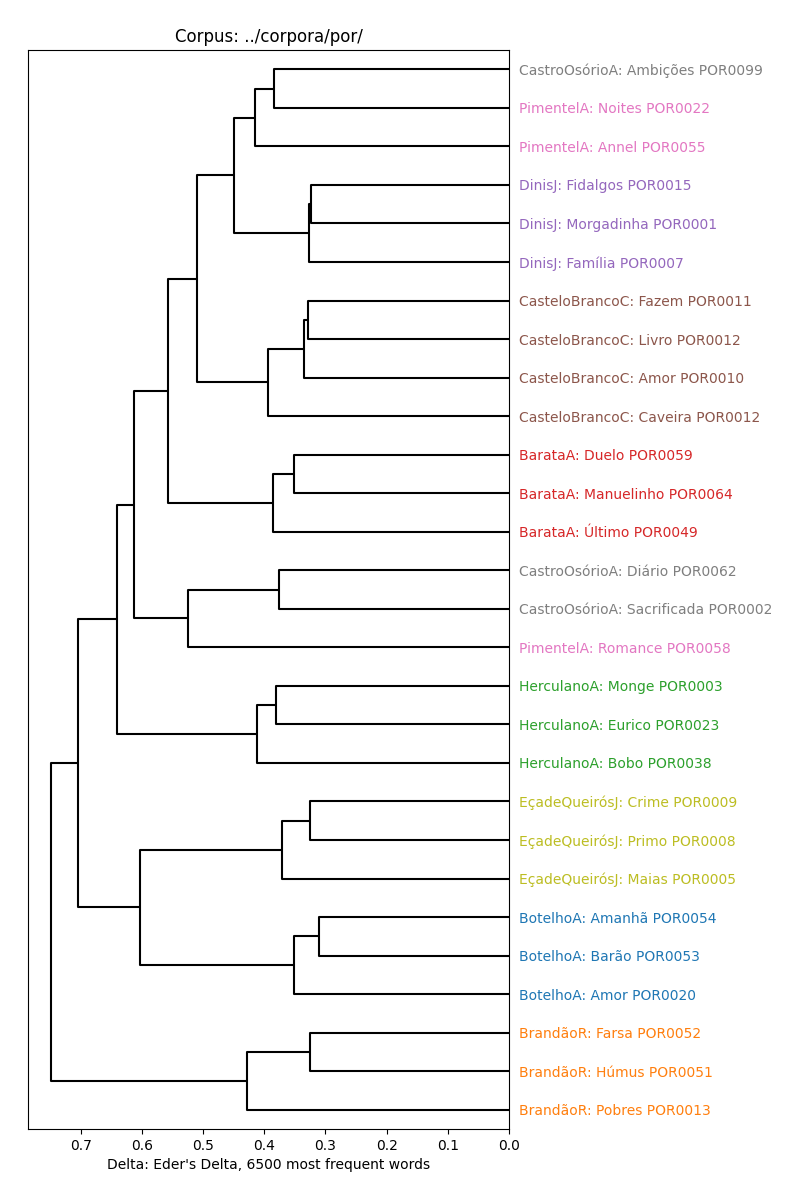 Corpus: ../corpora/por/
CastroOsórioA: Ambições POR0099
PimentelA: Noites POR0022
PimentelA: Annel POR0055
DinisJ: Fidalgos POR0015
DinisJ: Morgadinha POR0001
DinisJ: Família POR0007
CasteloBrancoC: Fazem POR0011
CasteloBrancoC: Livro POR0012
CasteloBrancoC: Amor POR0010
CasteloBrancoC: Caveira POR0012
BarataA: Duelo POR0059
BarataA: Manuelinho POR0064
BarataA: Último POR0049
CastroOsórioA: Diário POR0062
CastroOsórioA: Sacrificada POR0002
PimentelA: Romance POR0058
HerculanoA: Monge POR0003
HerculanoA: Eurico POR0023
HerculanoA: Bobo POR0038
EçadeQueirósJ: Crime POR0009
EçadeQueirósJ: Primo POR0008
EçadeQueirósJ: Maias POR0005
BotelhoA: Amanhã POR0054
BotelhoA: Barão POR0053
BotelhoA: Amor POR0020
BrandãoR: Farsa POR0052
BrandãoR: Húmus POR0051
BrandãoR: Pobres POR0013
0.7 0.6 0.5 0.4 0.3 0.2 0.1 0.0
Delta: Eder's Delta, 6500 most frequent words